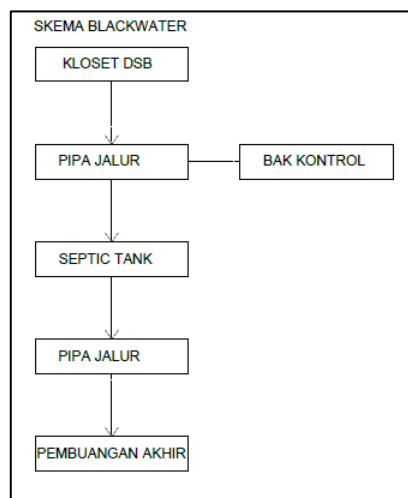 SKEMA BLACKWATER
KLOSET DSB
PIPA JALUR
BAK KONTROL
SEPTIC TANK
PIPA JALUR
PEMBUANGAN AKHIR